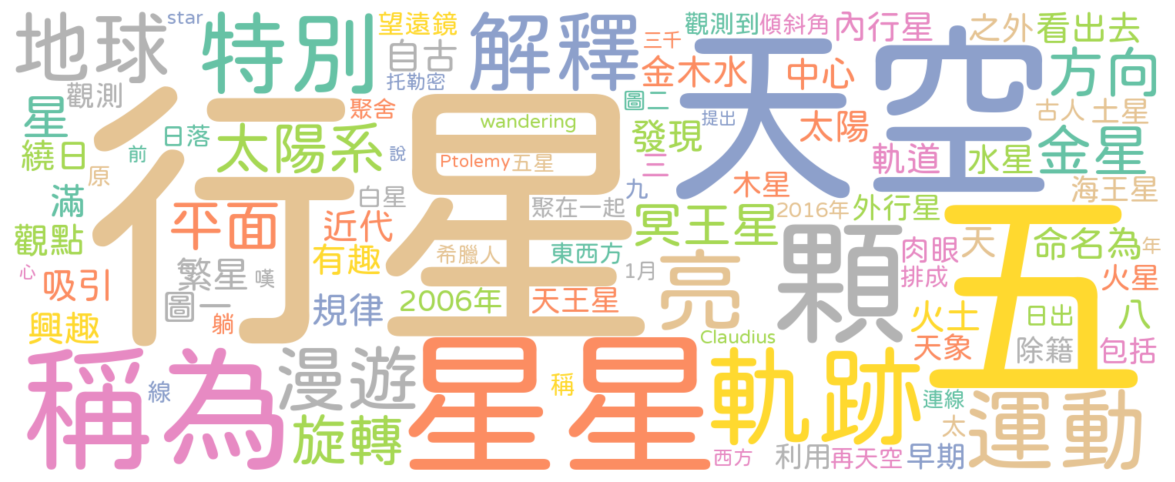 地球
star
特別
望遠鏡
自古
托勒密
解釋
三千
觀測到
傾斜角
內行星
之外
看出去
方向
天空
金木水
中心
圖二
提出
太陽
古人
土星
觀測
星
日落
聚舍
繞日
前
太陽系
說
原
行星
wandering
Ptolemy
五星
發現
三
軌道
水星
金星
滿
白星
九
木星
海王星
平面
近代
聚在一起
2016年
外行星
五
觀點
有趣
希臘人
東西方
冥王星
顆
肉眼
天
命名為
年
心
吸引
繁星
嘆
1月
亮
排成
火星
圖一
規律
2006年
天王星
興趣
躺
Claudius
火土
日出
八
天象
除籍
包括
稱為
線
漫遊
稱
星星
軌跡
連線
運動
太
旋轉
西方
利用
再天空
早期